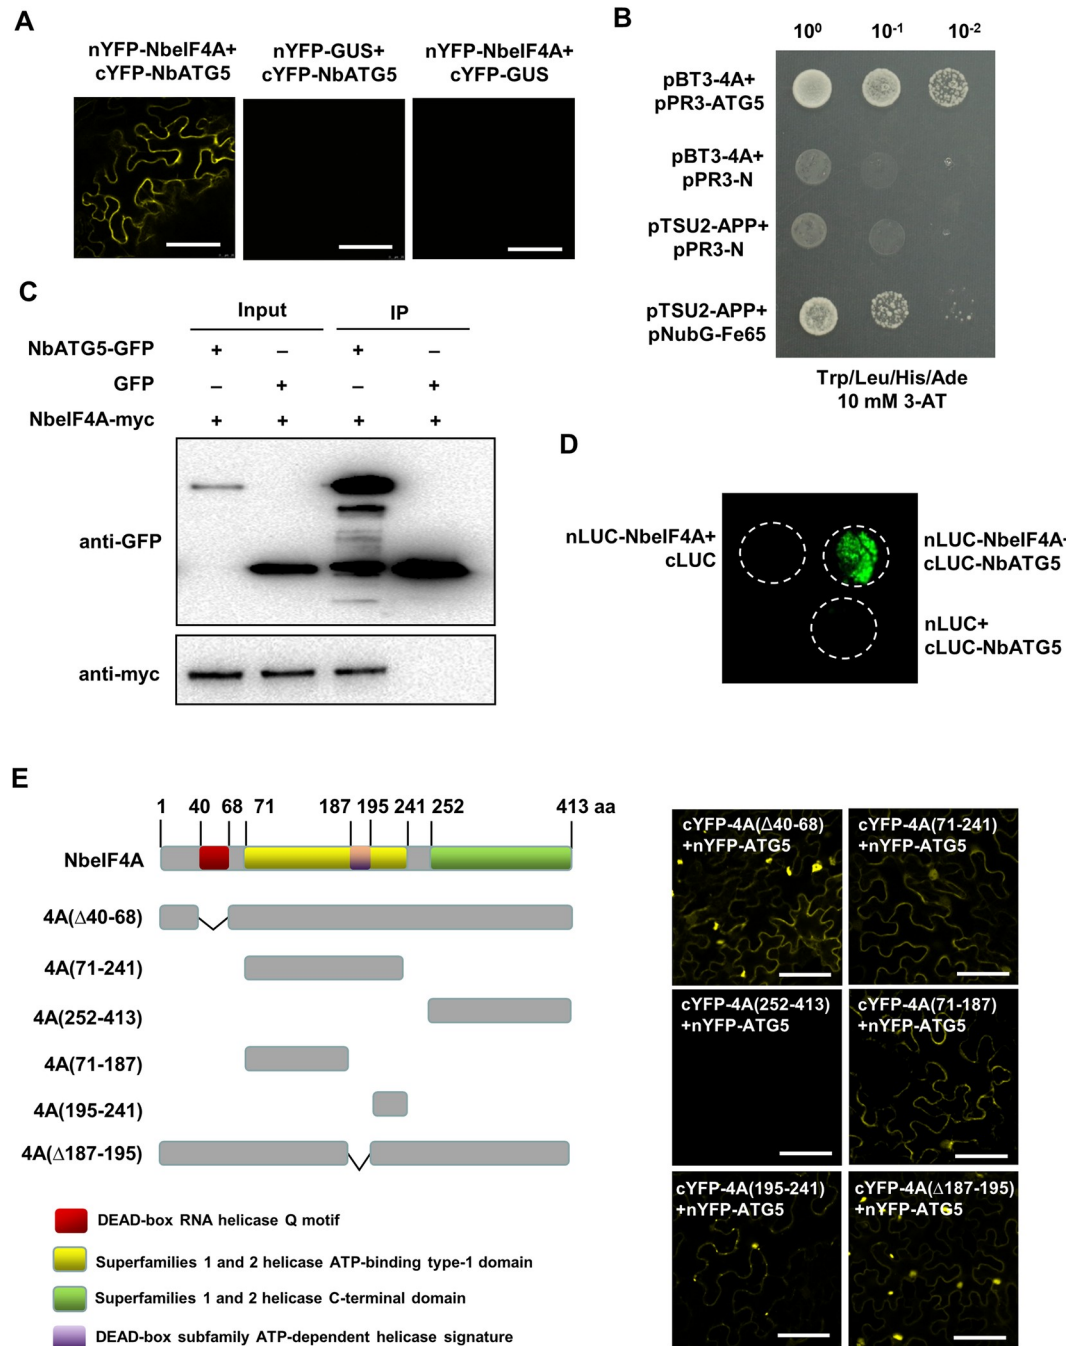 A
nYFP-NbeIF4A+
cYFP-NbATG5
nYFP-GUS+
cYFP-NbATG5
nYFP-NbeIF4A+
cYFP-GUS
B
10⁰ 10⁻¹ 10⁻²
pBT3-4A+
pPR3-ATG5
pBT3-4A+
pPR3-N
pTSU2-APP+
pPR3-N
pTSU2-APP+
pNubG-Fe65
Trp/Leu/His/Ade
10 mM 3-AT
C
Input IP
NbATG5-GFP + – + –
GFP – + – +
NbeIF4A-myc + + + +
anti-GFP
anti-myc
D
nLUC-NbeIF4A+
cLUC
nLUC-NbeIF4A+
cLUC-NbATG5
nLUC+
cLUC-NbATG5
E
1 40 68 71 187 195 241 252 413 aa
NbeIF4A
4A(Δ40-68)
4A(71-241)
4A(252-413)
4A(71-187)
4A(195-241)
4A(Δ187-195)
DEAD-box RNA helicase Q motif
Superfamilies 1 and 2 helicase ATP-binding type-1 domain
Superfamilies 1 and 2 helicase C-terminal domain
DEAD-box subfamily ATP-dependent helicase signature
cYFP-4A(Δ40-68)
+nYFP-ATG5
cYFP-4A(71-241)
+nYFP-ATG5
cYFP-4A(252-413)
+nYFP-ATG5
cYFP-4A(71-187)
+nYFP-ATG5
cYFP-4A(195-241)
+nYFP-ATG5
cYFP-4A(Δ187-195)
+nYFP-ATG5